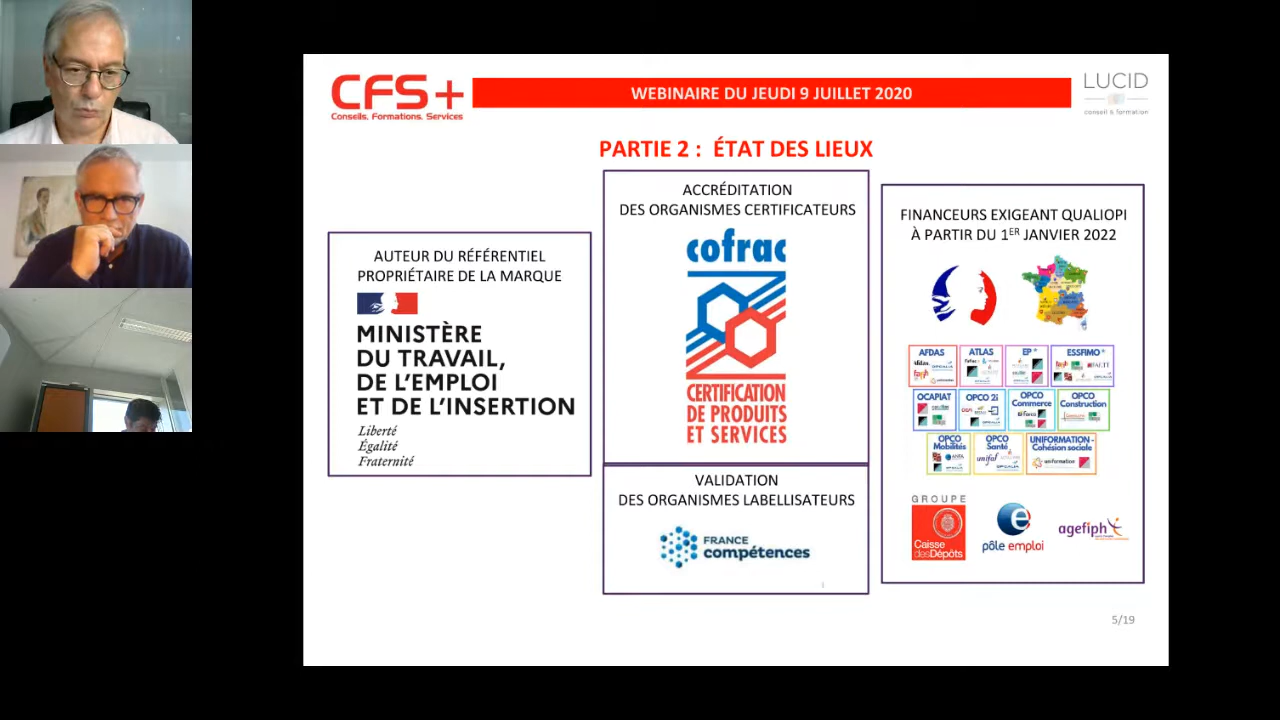 CFS+
Conseils, Formations, Services
WEBINAIRE DU JEUDI 9 JUILLET 2020
LUCID
conseil & formation
PARTIE 2 : ÉTAT DES LIEUX
AUTEUR DU RÉFÉRENTIEL
PROPRIÉTAIRE DE LA MARQUE
MINISTÈRE
DU TRAVAIL,
DE L'EMPLOI
ET DE L'INSERTION
Liberté
Égalité
Fraternité
ACCRÉDITATION
DES ORGANISMES CERTIFICATEURS
cofrac
CERTIFICATION
DE PRODUITS
ET SERVICES
VALIDATION
DES ORGANISMES LABELLISATEURS
FRANCE
compétences
FINANCEURS EXIGEANT QUALIOPI
À PARTIR DU 1ER JANVIER 2022
AFDAS
ATLAS
EP *
ESSFIMO *
OCAPIAT
OPCO 2i
OPCO
Commerce
OPCO
Construction
OPCO
Mobilités
OPCO
Santé
unifaf
UNIFORMATION -
Cohésion sociale
uniformation
GROUPE
Caisse
desDépôts
pôle emploi
agefiph
5/19